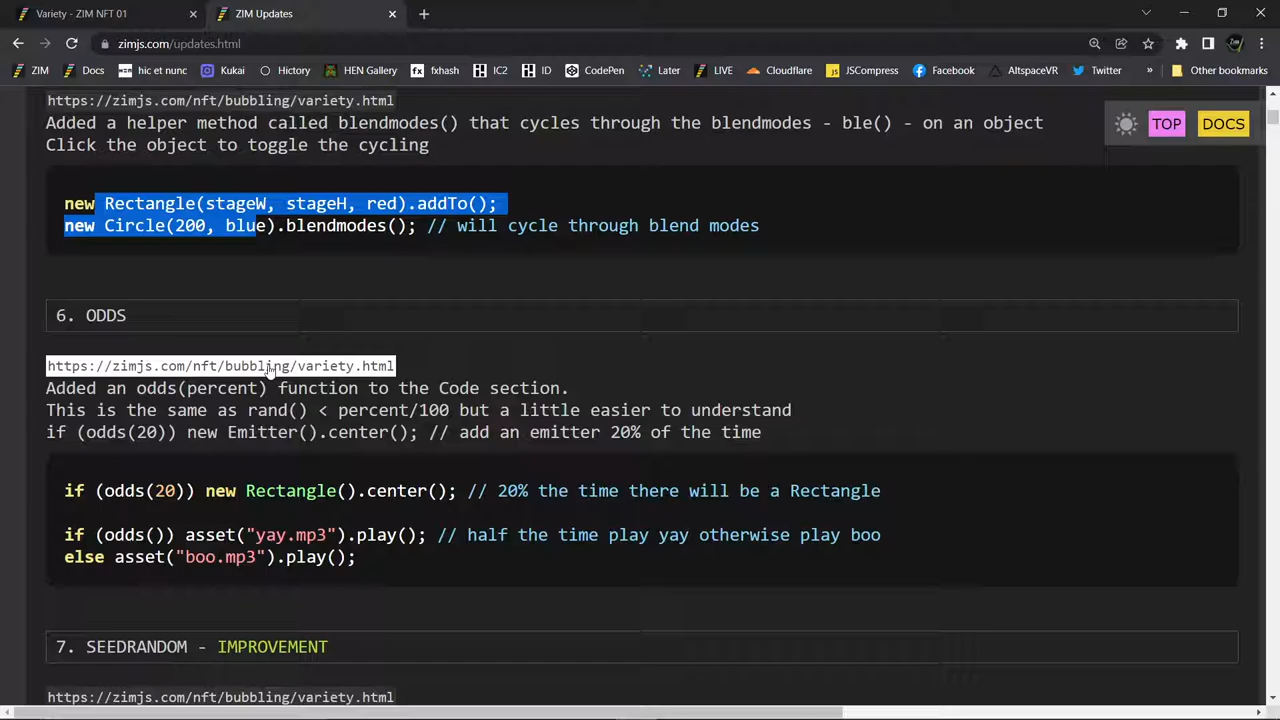 Variety - ZIM NFT 01
ZIM Updates
zimjs.com/updates.html
ZIM
Docs
hic et nunc
Kukai
Hictory
HEN Gallery
fx fxhash
IC2
ID
CodePen
Later
LIVE
Cloudflare
JS JSCompress
Facebook
AltspaceVR
Twitter
»
Other bookmarks
https://zimjs.com/nft/bubbling/variety.html
Added a helper method called blendmodes() that cycles through the blendmodes - ble() - on an object
Click the object to toggle the cycling
TOP
DOCS
new Rectangle(stageW, stageH, red).addTo();
new Circle(200, blue).blendmodes(); // will cycle through blend modes
6. ODDS
https://zimjs.com/nft/bubbling/variety.html
Added an odds(percent) function to the Code section.
This is the same as rand() < percent/100 but a little easier to understand
if (odds(20)) new Emitter().center(); // add an emitter 20% of the time
if (odds(20)) new Rectangle().center(); // 20% the time there will be a Rectangle
if (odds()) asset("yay.mp3").play(); // half the time play yay otherwise play boo
else asset("boo.mp3").play();
7. SEEDRANDOM - IMPROVEMENT
https://zimjs.com/nft/bubbling/variety.html